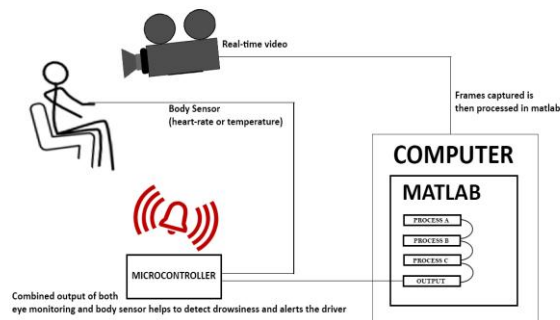 Real-time video
Body Sensor
(heart-rate or temperature)
Frames captured is
then processed in matlab
COMPUTER
MATLAB
PROCESS A
PROCESS B
PROCESS C
OUTPUT
MICROCONTROLLER
Combined output of both
eye monitoring and body sensor helps to detect drowsiness and alerts the driver